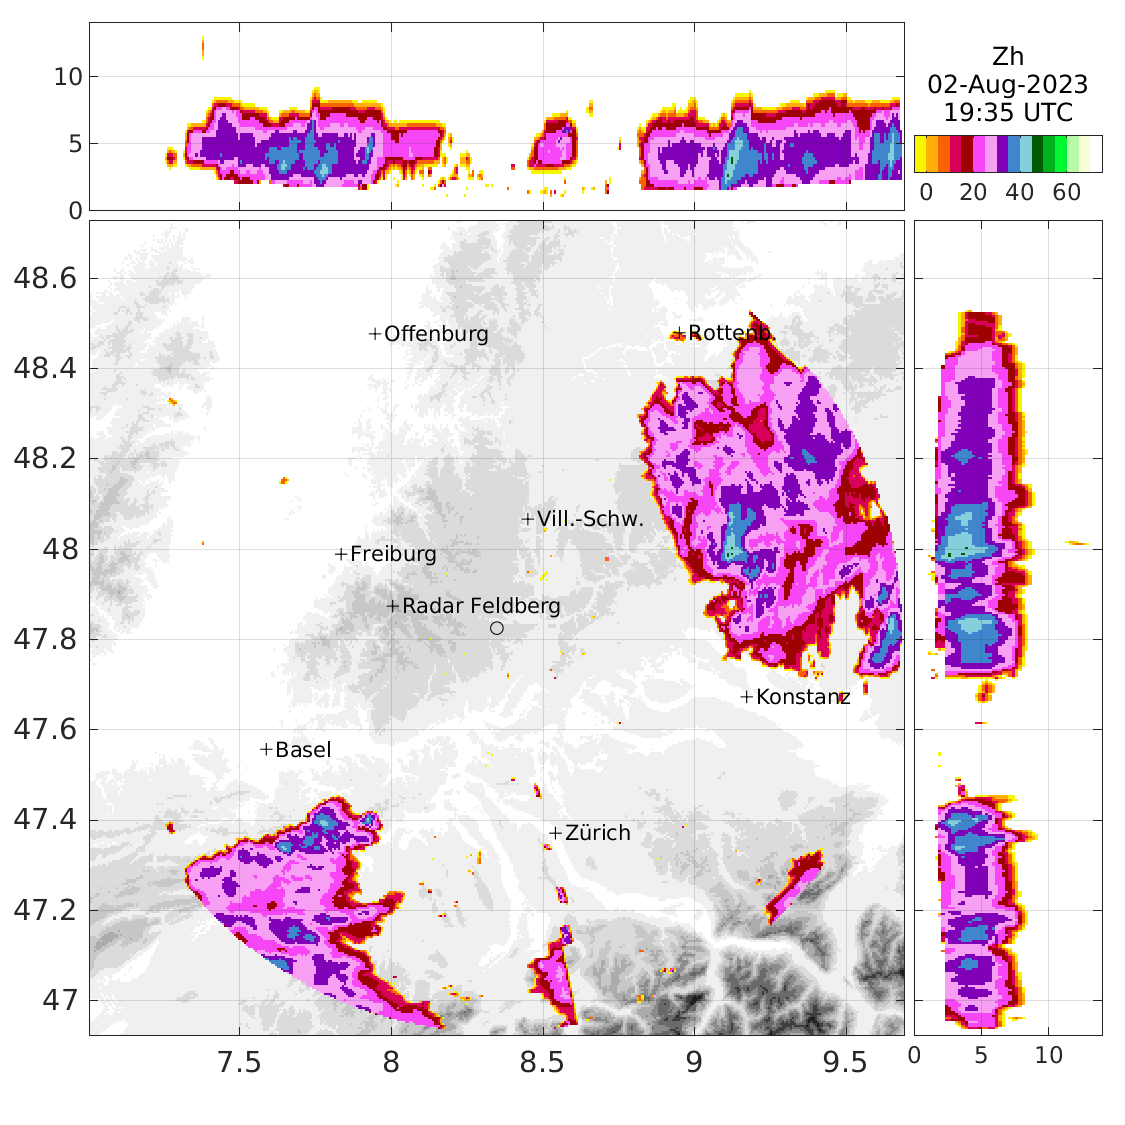 10
5
0
Zh
02-Aug-2023
19:35 UTC
0 20 40 60
48.6
48.4
48.2
48
47.8
47.6
47.4
47.2
47
+Offenburg
+Rottenb.
+Vill.-Schw.
+Freiburg
+Radar Feldberg
+Konstanz
+Basel
+Zürich
7.5 8 8.5 9 9.5
0 5 10